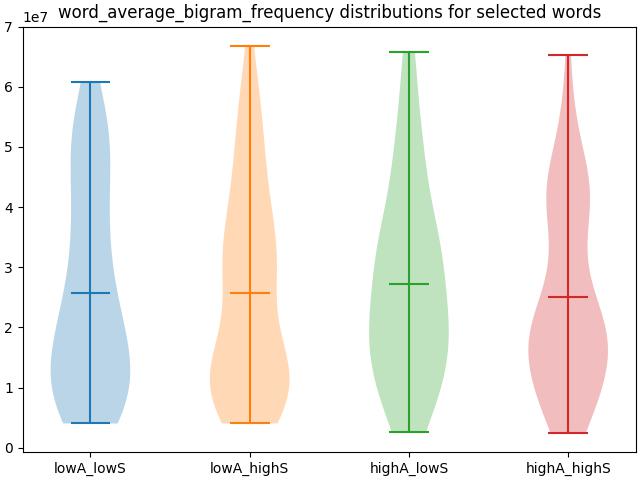 word_average_bigram_frequency distributions for selected words
1e7
7
6
5
4
3
2
1
0
lowA_lowS lowA_highS highA_lowS highA_highS